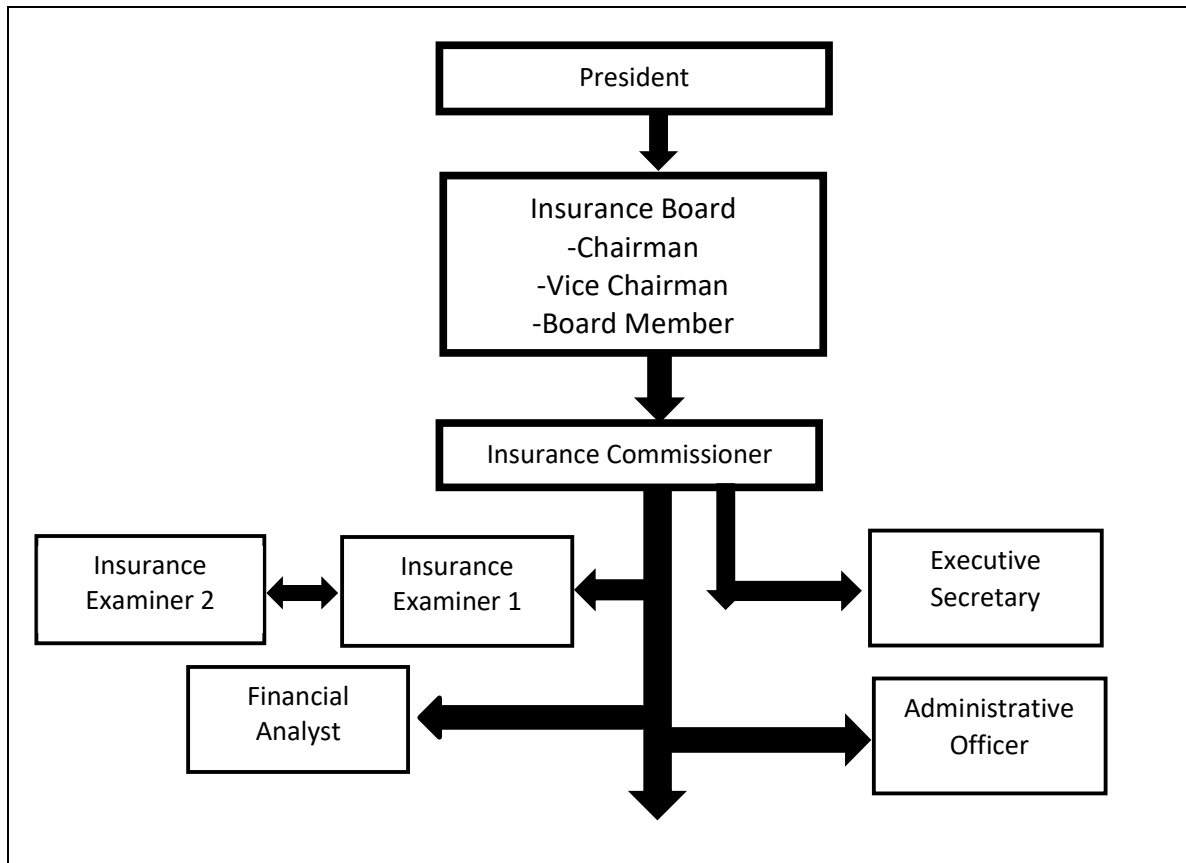 President
Insurance Board
-Chairman
-Vice Chairman
-Board Member
Insurance Commissioner
Insurance
Examiner 2
Insurance
Examiner 1
Executive
Secretary
Financial
Analyst
Administrative
Officer